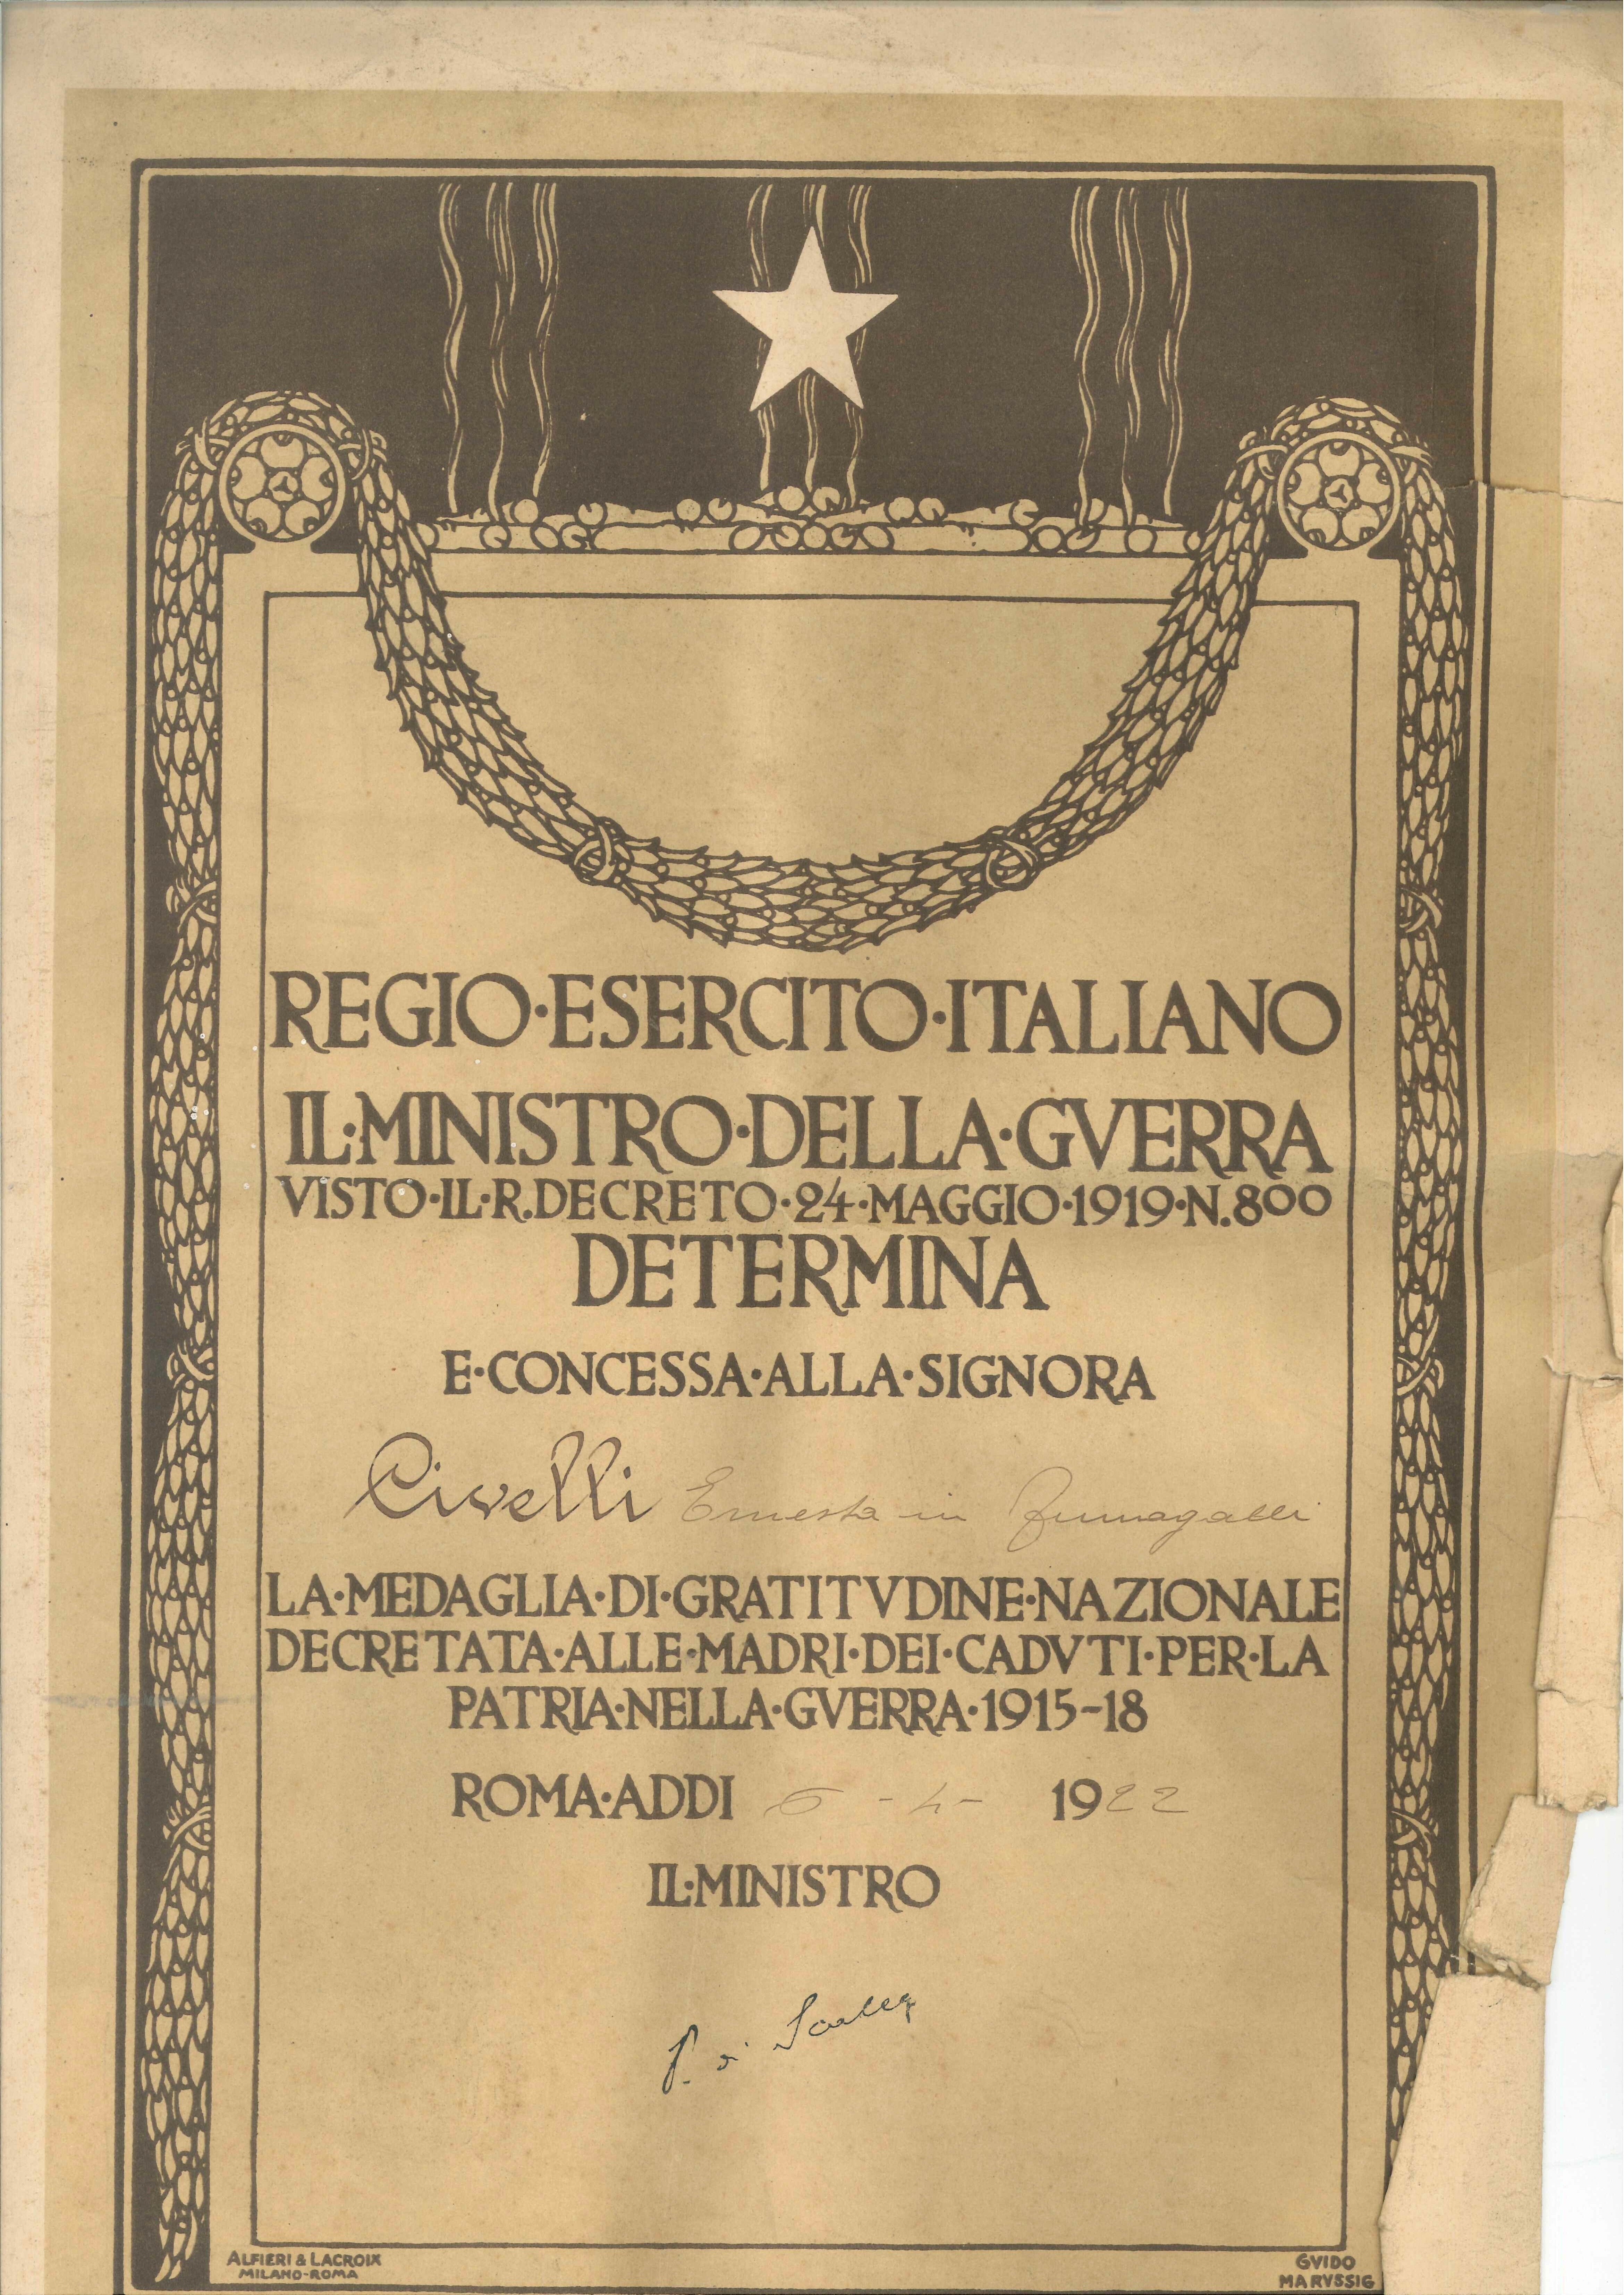 REGIO·ESERCITO·ITALIANO
IL·MINISTRO·DELLA·GVERRA
VISTO·IL·R.DECRETO·24·MAGGIO·1919·N.800
DETERMINA
E·CONCESSA·ALLA·SIGNORA
Civelli Ernesta in Fumagalli
LA·MEDAGLIA·DI·GRATITVDINE·NAZIONALE
DECRETATA·ALLE·MADRI·DEI·CADVTI·PER·LA
PATRIA·NELLA·GVERRA·1915-18
ROMA·ADDI 6 - 4 - 1922
IL·MINISTRO
P. di Scalea
ALFIERI & LACROIX
MILANO-ROMA
GVIDO
MARVSSIG